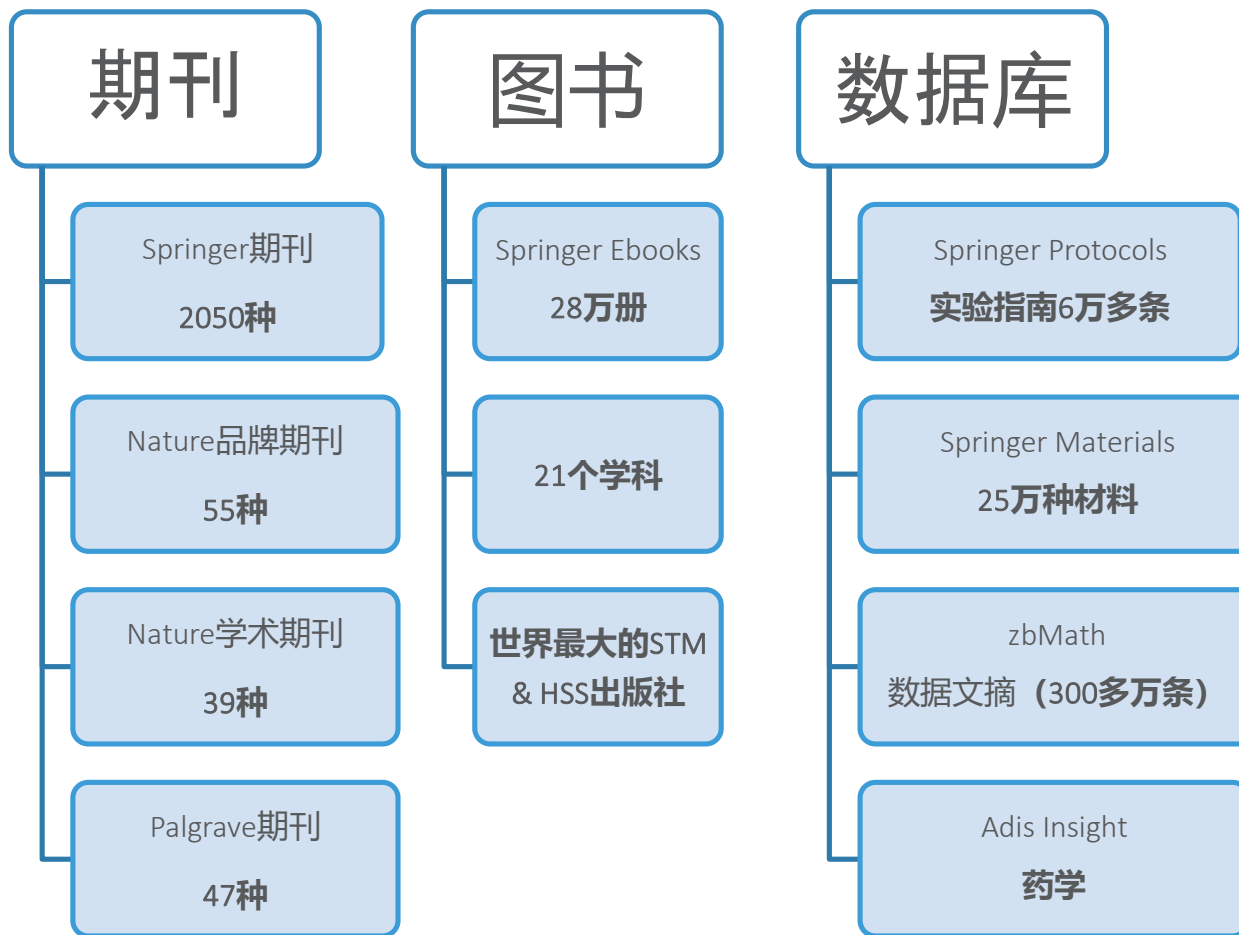 期刊
Springer期刊
2050种
Nature品牌期刊
55种
Nature学术期刊
39种
Palgrave期刊
47种
图书
Springer Ebooks
28万册
21个学科
世界最大的STM
& HSS出版社
数据库
Springer Protocols
实验指南6万多条
Springer Materials
25万种材料
zbMath
数据文摘（300多万条）
Adis Insight
药学